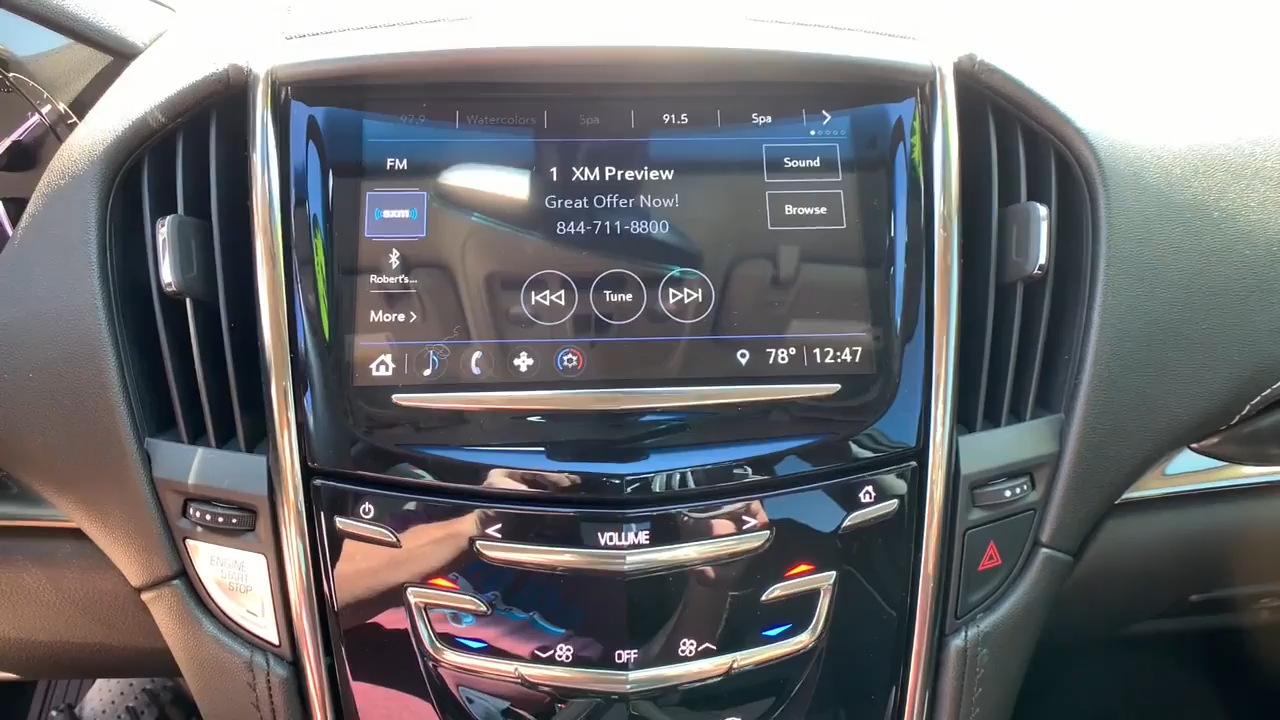 97.9 Watercolors Spa 91.5 Spa
FM
1 XM Preview
Sound
Great Offer Now!
sxm
Browse
844-711-8800
Robert's...
Tune
More
78° 12:47
VOLUME
ENGINE
START
STOP
OFF